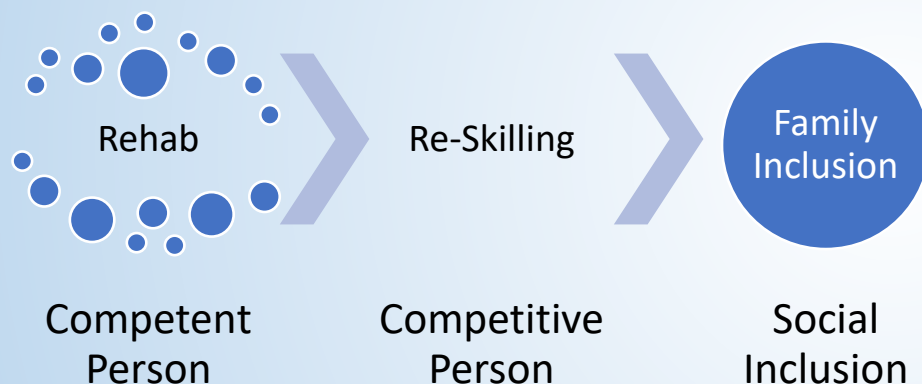 Rehab
Re-Skilling
Family
Inclusion
Competent
Person
Competitive
Person
Social
Inclusion